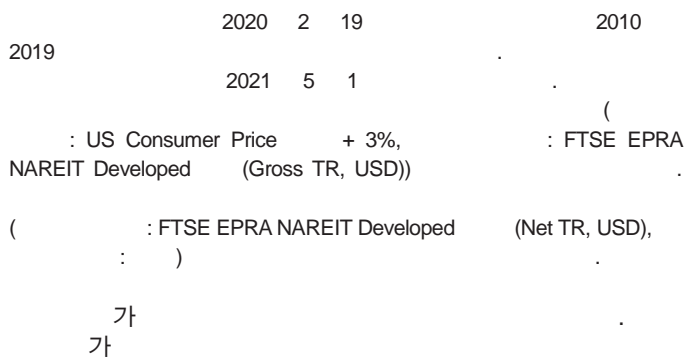 2020 2 19 2010
2019 .
2021 5 1 .
(
: US Consumer Price + 3%, : FTSE EPRA
NAREIT Developed (Gross TR, USD)) .
( : FTSE EPRA NAREIT Developed (Net TR, USD),
: ) .
가 .
가